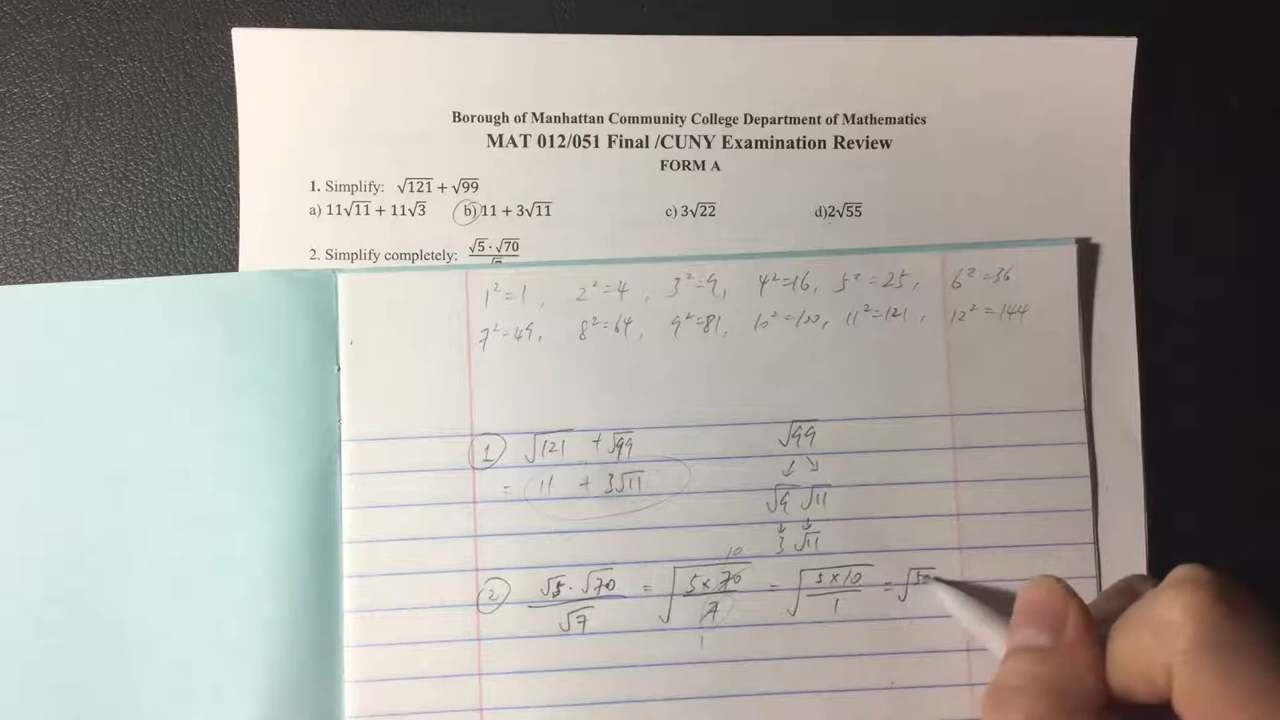 Borough of Manhattan Community College Department of Mathematics
MAT 012/051 Final /CUNY Examination Review
FORM A
1. Simplify: √121 + √99
a) 11√11 + 11√3 b) 11 + 3√11 c) 3√22 d)2√55
2. Simplify completely: √5 · √70
1² = 1, 2² = 4, 3² = 9, 4² = 16, 5² = 25, 6² = 36
7² = 49, 8² = 64, 9² = 81, 10² = 100, 11² = 121, 12² = 144
① √121 + √99 √99
= 11 + 3√11 √9 √11
3 √11
② (√5 · √70)/√7 = √((5 × 70)/7) = √((5 × 10)/1) = √50
10
1